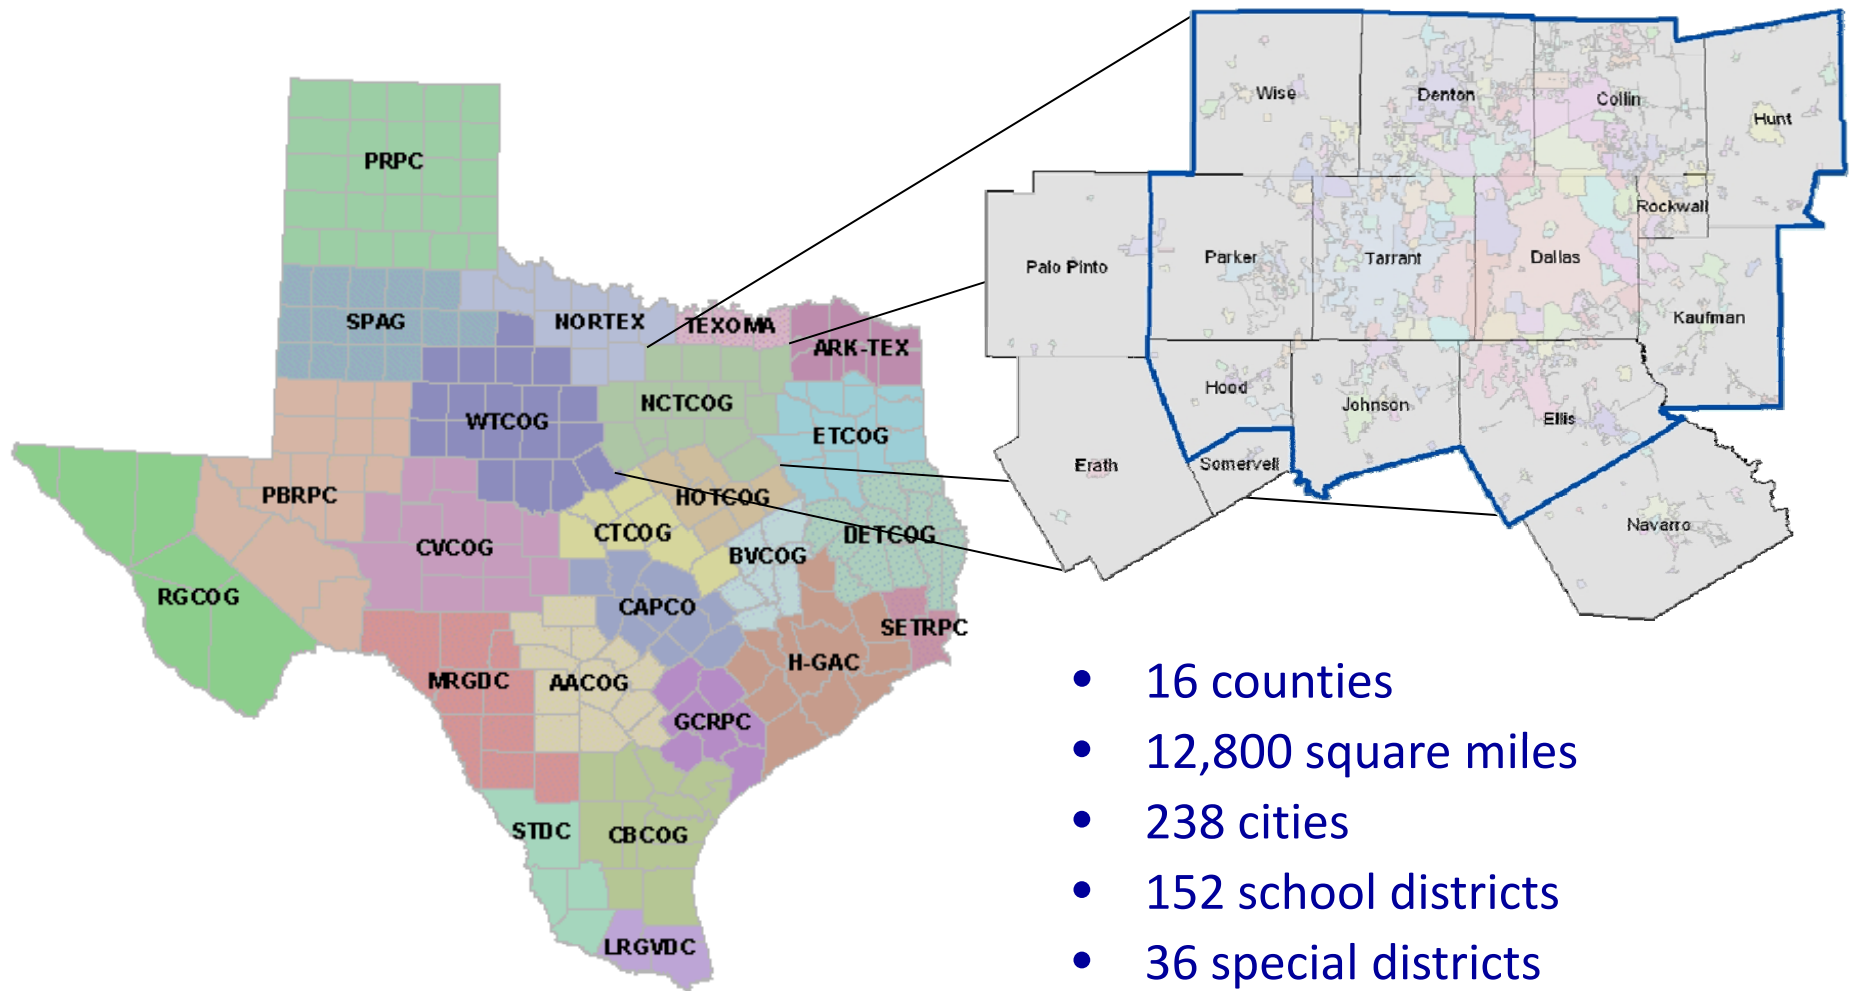 PRPC
SPAG
NORTEX
TEXOMA
ARK-TEX
WTCOG
NCTCOG
ETCOG
PBRPC
HOTCOG
CVCOG
CTCOG
DETCOG
BVCOG
RGCOG
CAPCO
SETRPC
H-GAC
MRGDC
AACOG
GCRPC
STDC
CBCOG
LRGVDC
Wise
Denton
Collin
Hunt
Rockwall
Palo Pinto
Parker
Tarrant
Dallas
Kaufman
Hood
Johnson
Ellis
Erath
Somervell
Navarro
• 16 counties
• 12,800 square miles
• 238 cities
• 152 school districts
• 36 special districts